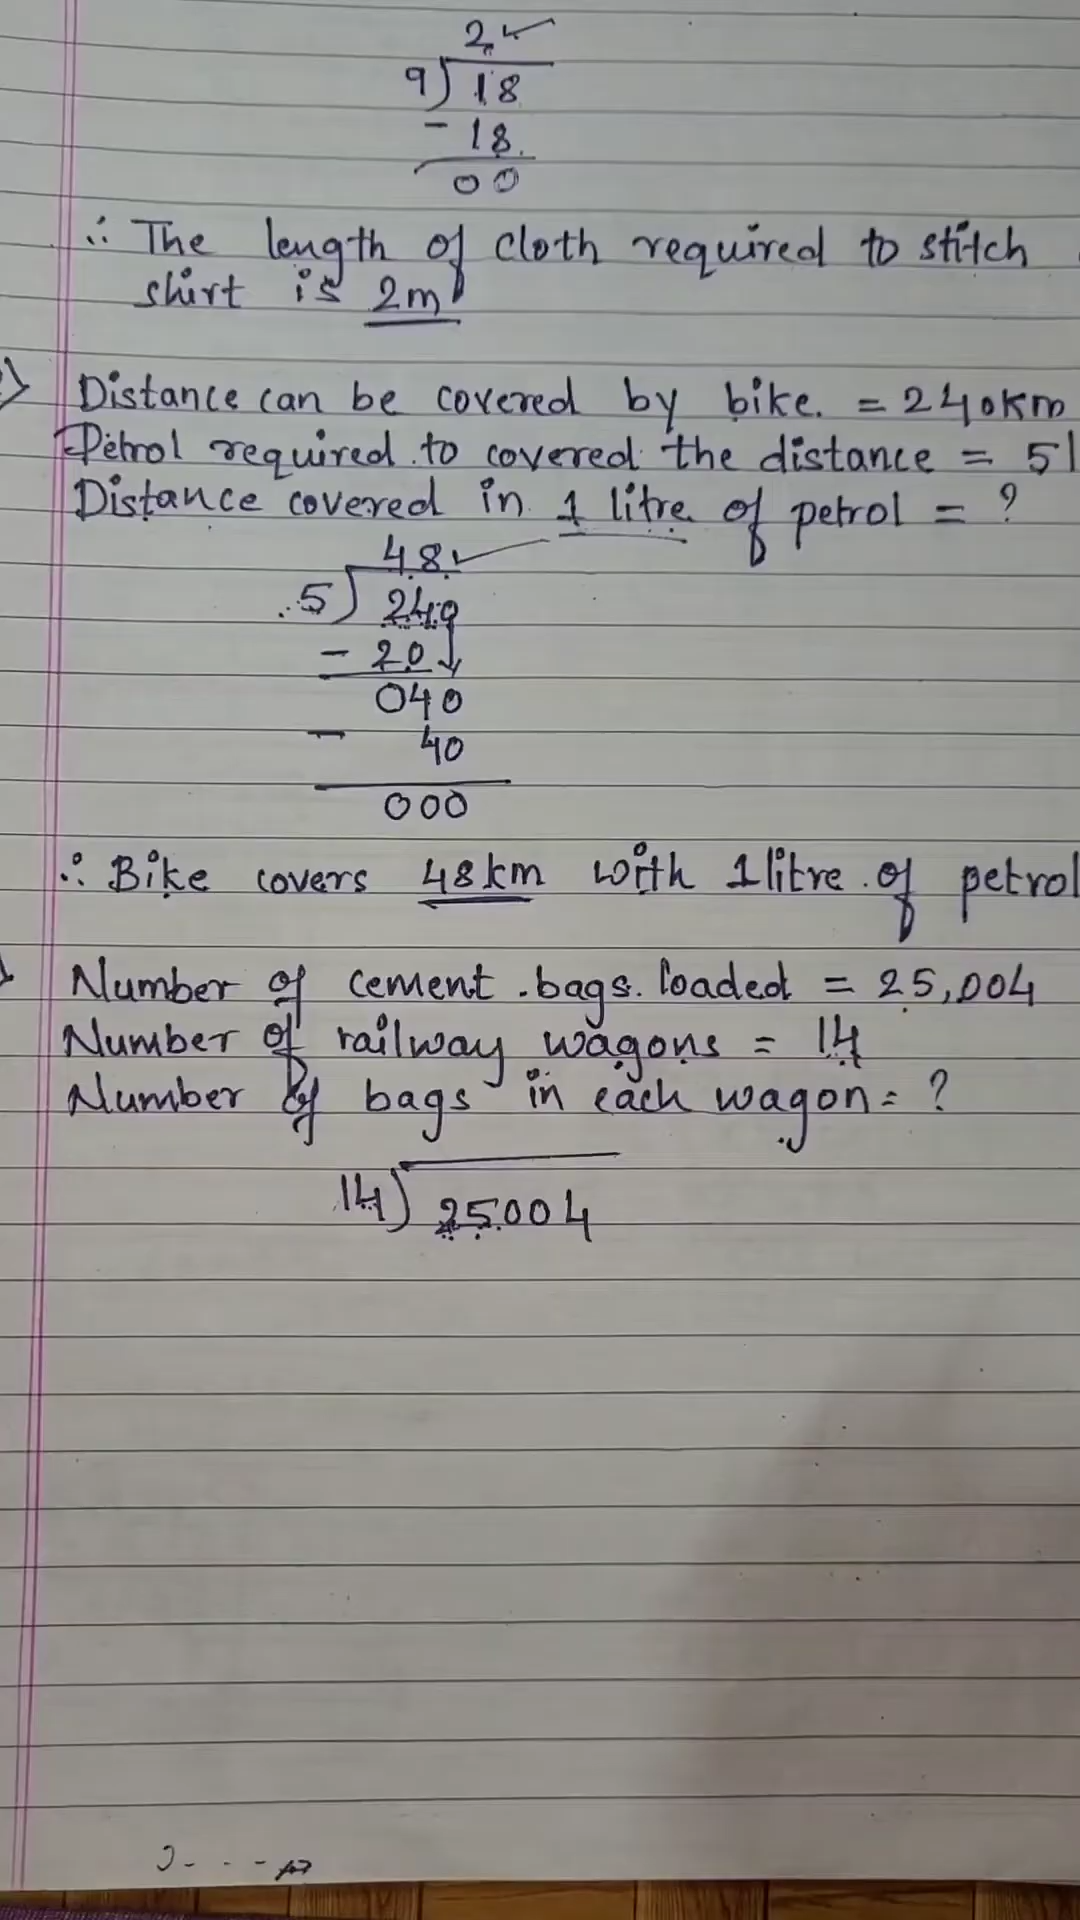 2
9) 18
- 18
00
∴ The length of cloth required to stitch
shirt is 2m
Distance can be covered by bike. = 240km
Petrol required to covered the distance = 5l
Distance covered in 1 litre of petrol = ?
48
5) 240
- 20
040
- 40
000
∴ Bike covers 48km with 1litre of petrol
Number of cement bags loaded = 25,004
Number of railway wagons = 14
Number of bags in each wagon = ?
14) 25004